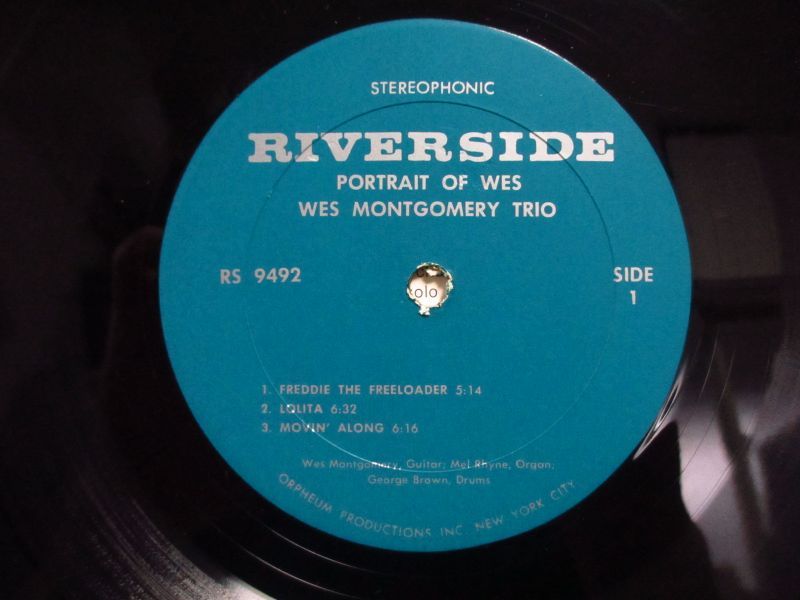 STEREOPHONIC
RIVERSIDE
PORTRAIT OF WES
WES MONTGOMERY TRIO
RS 9492
SIDE
1
olo
1. FREDDIE THE FREELOADER 5:14
2. LOLITA 6:32
3. MOVIN' ALONG 6:16
Wes Montgomery, Guitar; Mel Rhyne, Organ;
George Brown, Drums
ORPHEUM PRODUCTIONS INC. NEW YORK CITY